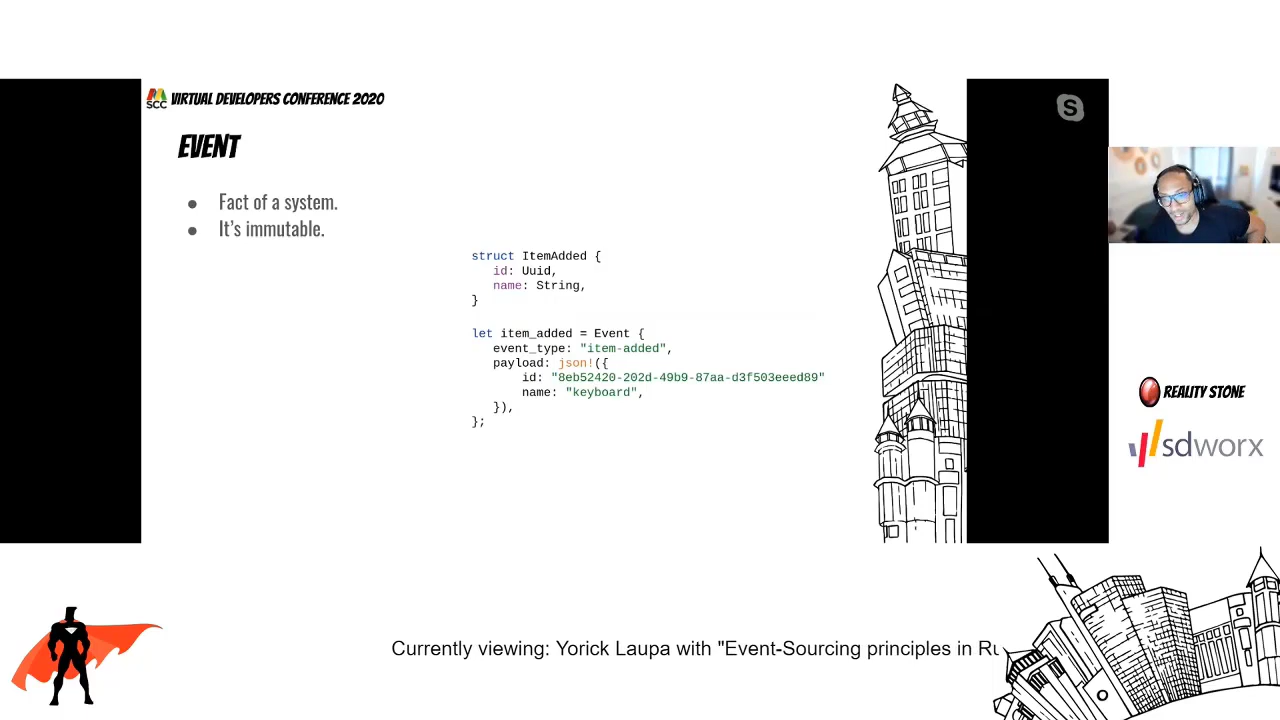 SCC VIRTUAL DEVELOPERS CONFERENCE 2020
EVENT
● Fact of a system.
● It's immutable.
struct ItemAdded {
id: Uuid,
name: String,
}
let item_added = Event {
event_type: "item-added",
payload: json!({
id: "8eb52420-202d-49b9-87aa-d3f503eeed89"
name: "keyboard",
}),
};
S
REALITY STONE
sdworx
Currently viewing: Yorick Laupa with "Event-Sourcing principles in Ru